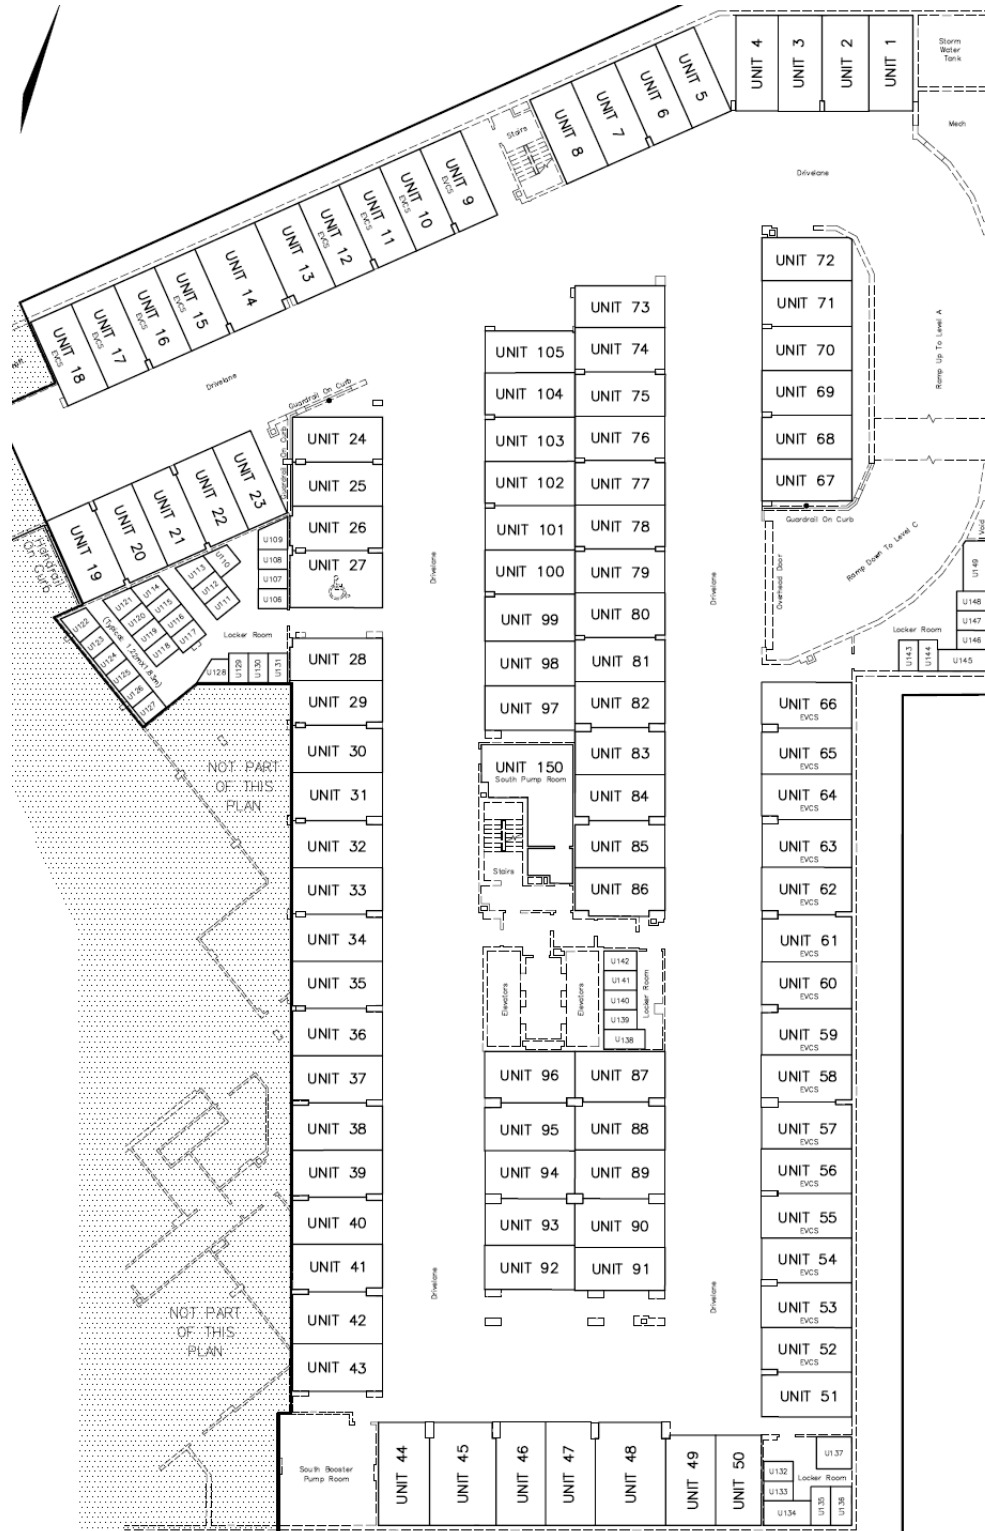 UNIT 4
UNIT 3
UNIT 2
UNIT 1
Storm
Water
Tank
Mech
UNIT 5
UNIT 6
UNIT 7
UNIT 8
Stairs
Drivelane
UNIT 9
EVCS
UNIT 10
EVCS
UNIT 11
EVCS
UNIT 12
EVCS
UNIT 13
UNIT 14
UNIT 15
EVCS
UNIT 16
EVCS
UNIT 17
EVCS
UNIT 18
EVCS
Drivelane
Guardrail On Curb
Guardrail On Curb
UNIT 72
UNIT 71
UNIT 70
UNIT 69
UNIT 68
UNIT 67
Guardrail On Curb
Ramp Up To Level A
Ramp Down To Level C
Overhead Door
Void
UNIT 73
UNIT 74
UNIT 75
UNIT 76
UNIT 77
UNIT 78
UNIT 79
UNIT 80
UNIT 81
UNIT 82
UNIT 83
UNIT 84
UNIT 85
UNIT 86
UNIT 105
UNIT 104
UNIT 103
UNIT 102
UNIT 101
UNIT 100
UNIT 99
UNIT 98
UNIT 97
UNIT 150
South Pump Room
Stairs
Drivelane
Drivelane
UNIT 24
UNIT 25
UNIT 26
UNIT 27
UNIT 23
UNIT 22
UNIT 21
UNIT 20
UNIT 19
Handrail
On Curb
U109
U108
U107
U106
U110
U113
U112
U111
U114
U115
U116
U117
U121
U120
U119
U118
(Typical 1.22mx1.83m)
U122
U123
U124
U125
U126
U127
Locker Room
U128
U129
U130
U131
U149
U148
U147
U146
Locker Room
U143
U144
U145
UNIT 28
UNIT 29
UNIT 30
UNIT 31
UNIT 32
UNIT 33
UNIT 34
UNIT 35
UNIT 36
UNIT 37
UNIT 38
UNIT 39
UNIT 40
UNIT 41
UNIT 42
UNIT 43
NOT PART
OF THIS
PLAN
NOT PART
OF THIS
PLAN
UNIT 66
EVCS
UNIT 65
EVCS
UNIT 64
EVCS
UNIT 63
EVCS
UNIT 62
EVCS
UNIT 61
EVCS
UNIT 60
EVCS
UNIT 59
EVCS
UNIT 58
EVCS
UNIT 57
EVCS
UNIT 56
EVCS
UNIT 55
EVCS
UNIT 54
EVCS
UNIT 53
EVCS
UNIT 52
EVCS
UNIT 51
Elevators
Elevators
U142
U141
U140
U139
U138
Locker Room
UNIT 96
UNIT 87
UNIT 95
UNIT 88
UNIT 94
UNIT 89
UNIT 93
UNIT 90
UNIT 92
UNIT 91
Drivelane
Drivelane
South Booster
Pump Room
UNIT 44
UNIT 45
UNIT 46
UNIT 47
UNIT 48
UNIT 49
UNIT 50
U137
U132
Locker Room
U133
U134
U135
U136